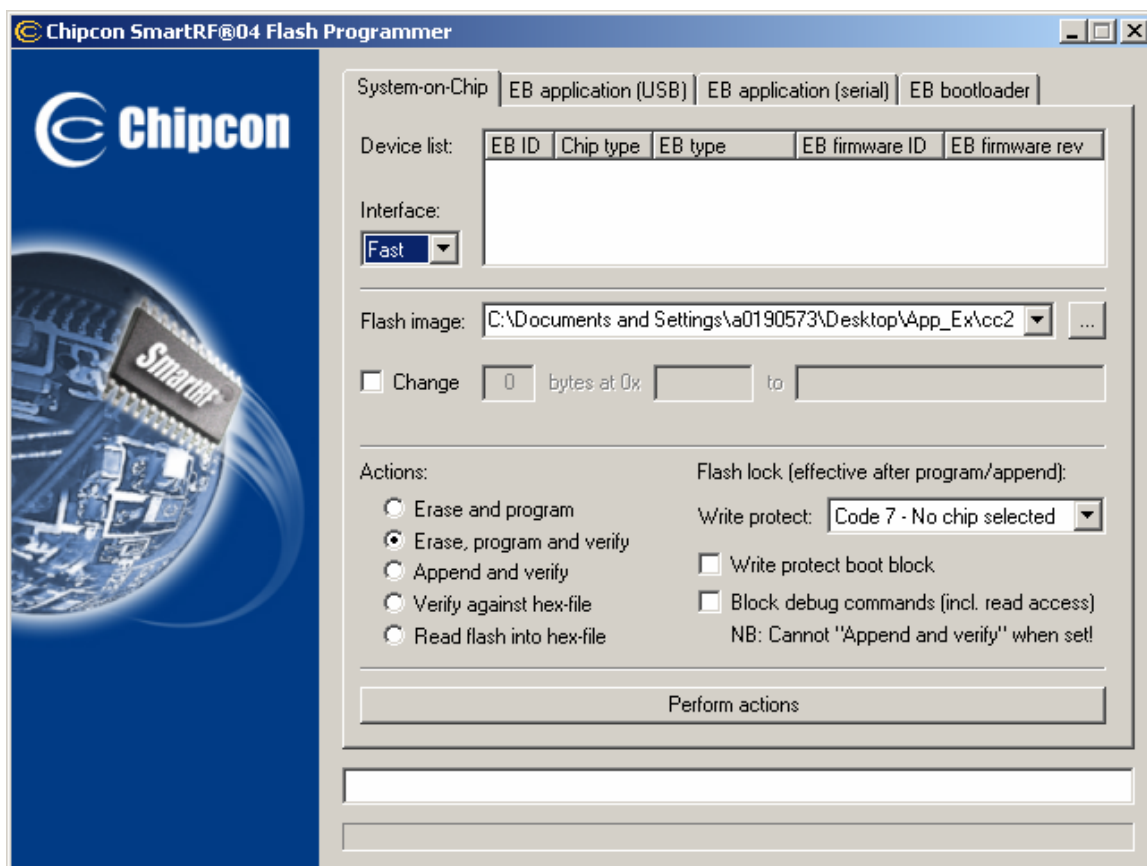 Chipcon SmartRF®04 Flash Programmer
Chipcon
SmartRF
System-on-Chip EB application (USB) EB application (serial) EB bootloader
Device list: EB ID Chip type EB type EB firmware ID EB firmware rev
Interface:
Fast
Flash image: C:\Documents and Settings\a0190573\Desktop\App_Ex\cc2 ...
Change 0 bytes at 0x to
Actions: Flash lock (effective after program/append):
Erase and program
Write protect: Code 7 - No chip selected
Erase, program and verify
Write protect boot block
Append and verify
Verify against hex-file Block debug commands (incl. read access)
Read flash into hex-file NB: Cannot "Append and verify" when set!
Perform actions